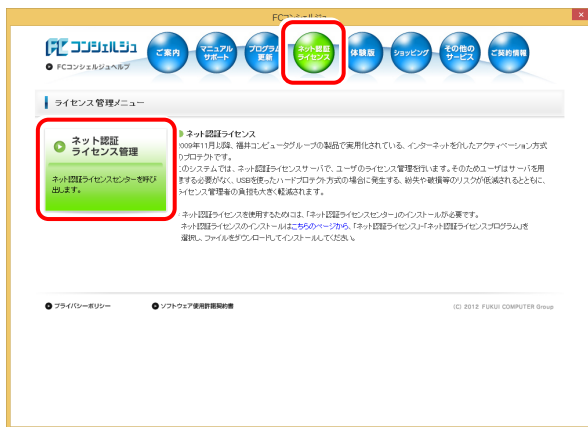 FCコンシェルジュ
FCコンシェルジュ
FCコンシェルジュヘルプ
ご案内
マニュアル
サポート
プログラム
更新
ネット認証
ライセンス
体験版
ショッピング
その他の
サービス
ご契約情報
ライセンス管理メニュー
ネット認証
ライセンス管理
ネット認証ライセンスセンターを呼び
出します。
ネット認証ライセンス
2009年11月以降、福井コンピュータグループの製品で実用化されている、インターネットを介したアクティベーション方式
のプロテクトです。
このシステムでは、ネット認証ライセンスサーバで、ユーザのライセンス管理を行います。そのためユーザはサーバを用
意する必要がなく、USBを使ったハードプロテクト方式の場合に発生する、紛失や破損等のリスクが低減されるとともに、
ライセンス管理者の負担も大きく軽減されます。
ネット認証ライセンスを使用するためには、「ネット認証ライセンスセンター」のインストールが必要です。
ネット認証ライセンスのインストールはこちらのページから、「ネット認証ライセンス」-「ネット認証ライセンスプログラム」を
選択し、ファイルをダウンロードしてインストールしてください。
プライバシーポリシー
ソフトウェア使用許諾契約書
(C) 2012 FUKUI COMPUTER Group